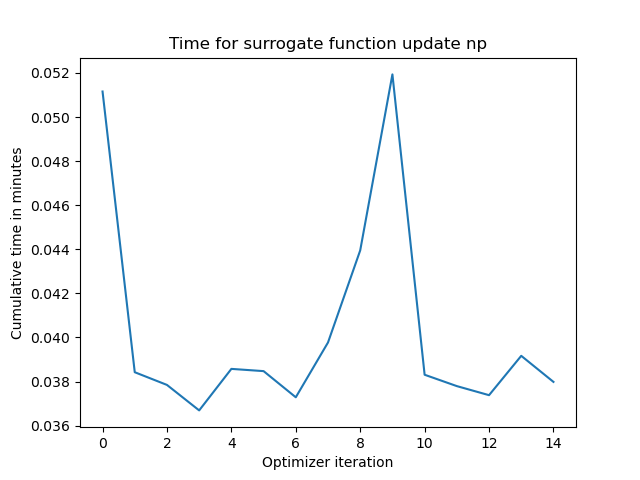 Time for surrogate function update np
Cumulative time in minutes
0.052
0.050
0.048
0.046
0.044
0.042
0.040
0.038
0.036
0 2 4 6 8 10 12 14
Optimizer iteration